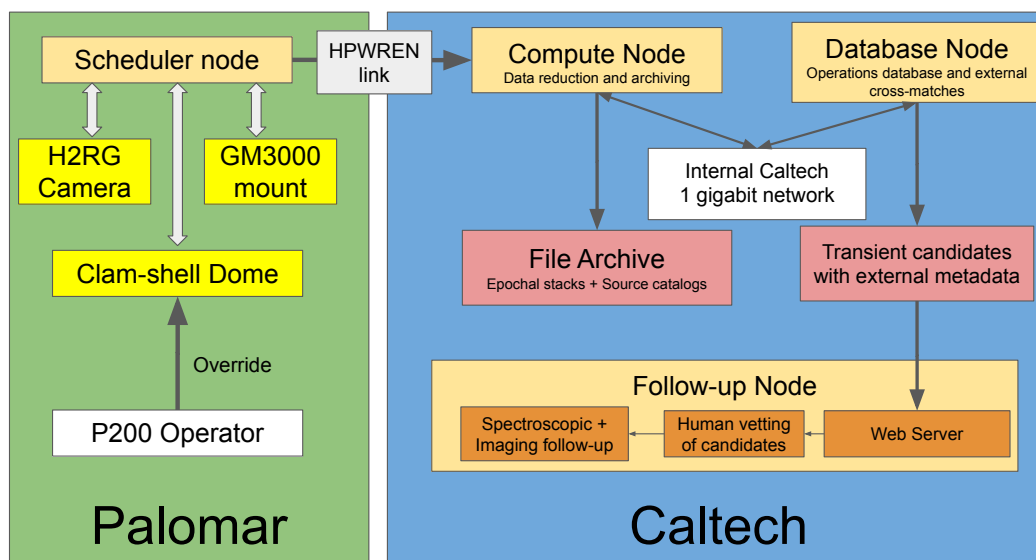 Scheduler node
HPWREN
link
H2RG
Camera
GM3000
mount
Clam-shell Dome
Override
P200 Operator
Palomar
Compute Node
Data reduction and archiving
Database Node
Operations database and external
cross-matches
Internal Caltech
1 gigabit network
File Archive
Epochal stacks + Source catalogs
Transient candidates
with external metadata
Follow-up Node
Spectroscopic +
Imaging follow-up
Human vetting
of candidates
Web Server
Caltech